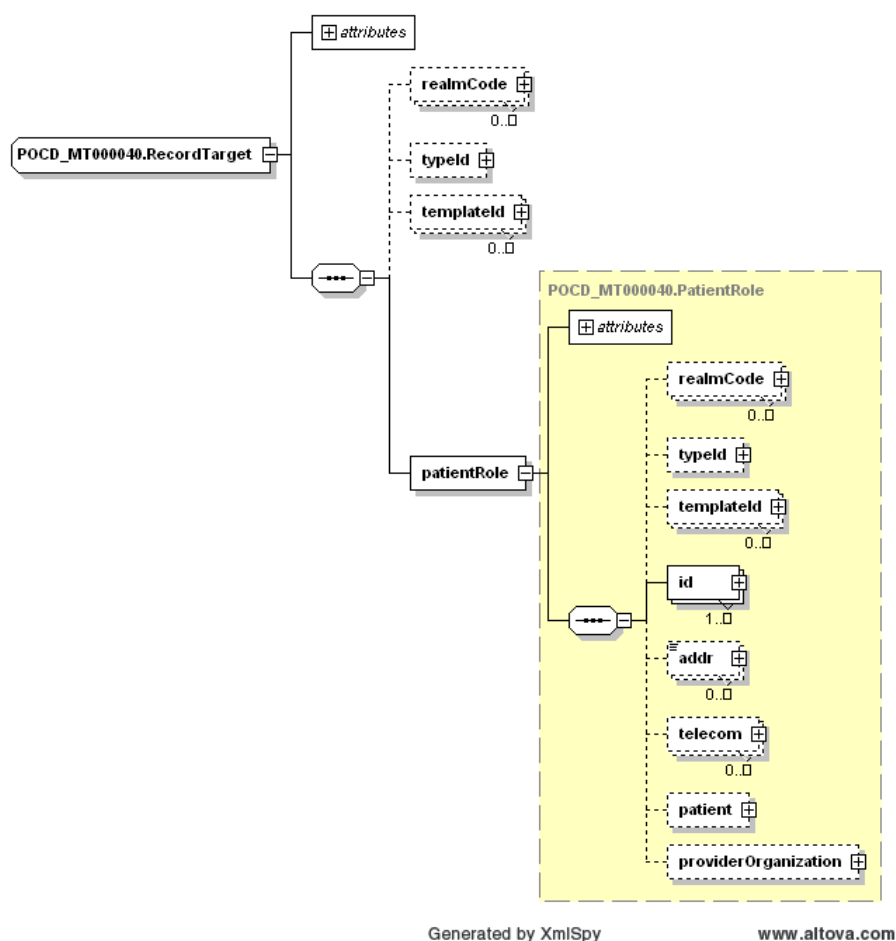 attributes
realmCode
0..□
POCD_MT000040.RecordTarget
typeId
templateId
0..□
POCD_MT000040.PatientRole
attributes
realmCode
0..□
typeId
patientRole
templateId
0..□
id
1..□
addr
0..□
telecom
0..□
patient
providerOrganization
Generated by XmlSpy
www.altova.com